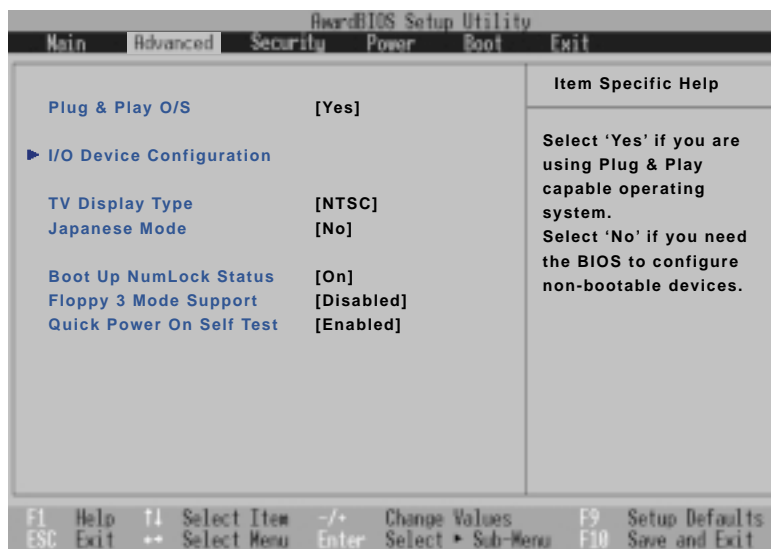 AwardBIOS Setup Utility
Main Advanced Security Power Boot Exit
Item Specific Help
Plug & Play O/S [Yes]
I/O Device Configuration
TV Display Type [NTSC]
Japanese Mode [No]
Boot Up NumLock Status [On]
Floppy 3 Mode Support [Disabled]
Quick Power On Self Test [Enabled]
Select ‘Yes’ if you are
using Plug & Play
capable operating
system.
Select ‘No’ if you need
the BIOS to configure
non-bootable devices.
F1 Help ↑↓ Select Item -/+ Change Values F9 Setup Defaults
ESC Exit ↔ Select Menu Enter Select ▸ Sub-Menu F10 Save and Exit